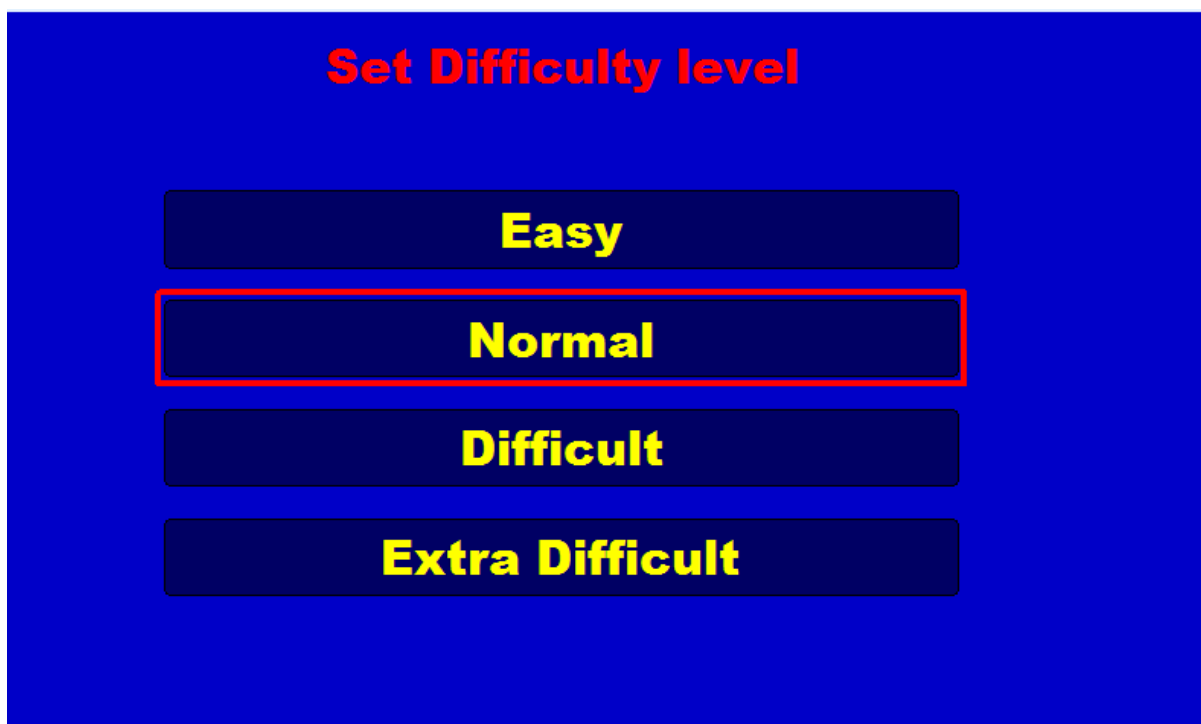 Set Difficulty level
Easy
Normal
Difficult
Extra Difficult